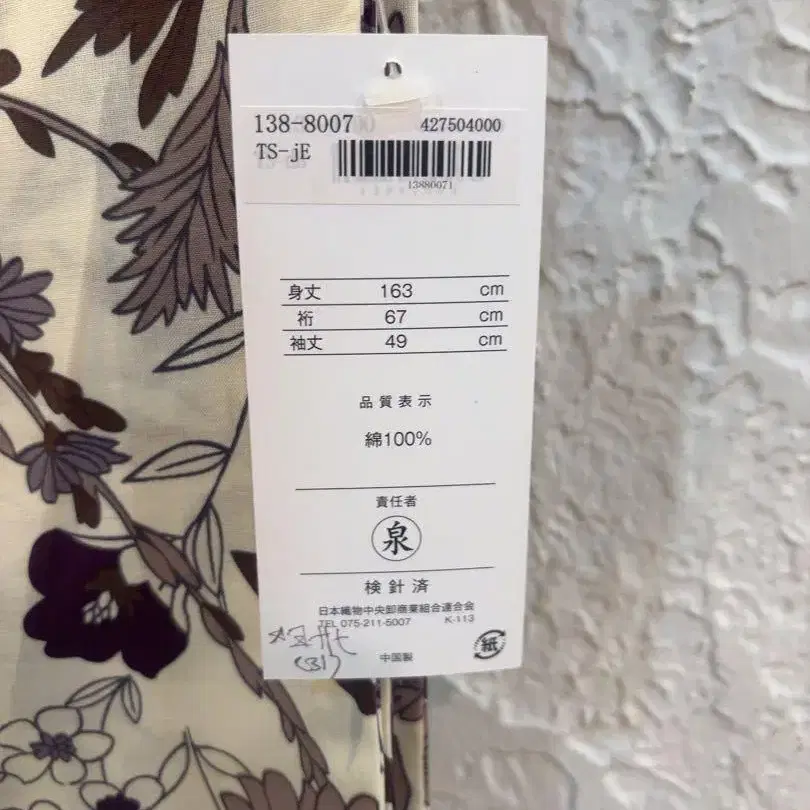 138-8007
427504000
TS-jE
13880071
身丈 163 cm
裄 67 cm
袖丈 49 cm
品質表示
綿100%
責任者
泉
検針済
日本織物中央卸商業組合連合会
TEL 075-211-5007 K-113
中国製
紙